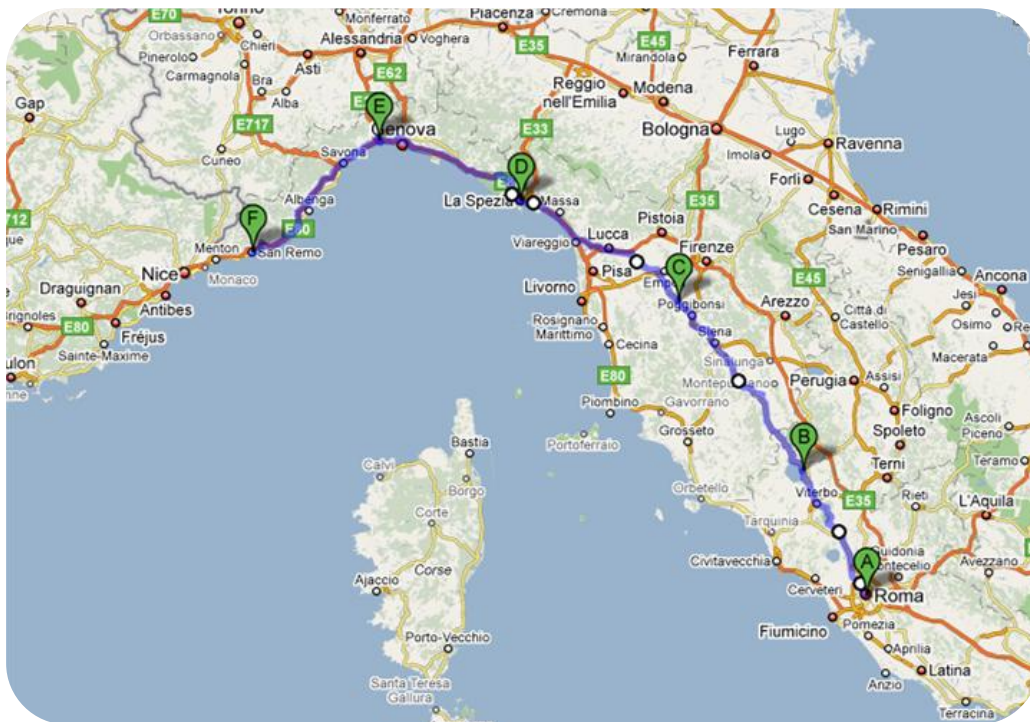 E70
Torino
Orbassano
Chieri
Pinerolo
Carmagnola
Asti
Bra
Alba
Monferrato
Alessandria
Voghera
Piacenza
Cremona
E35
E62
E45
Mirandola
Ferrara
Reggio
nell'Emilia
Modena
Bologna
Gap
E717
Cuneo
E
Genova
Savona
E33
Lugo
Ravenna
Imola
Forli
Cesena
Rimini
San Marino
Pesaro
Senigallia
Ancona
Jesi
Osimo
Macerata
712
Albenga
F
E80
San Remo
Menton
Monaco
Nice
Draguignan
Antibes
Brignoles
E80
Fréjus
Sainte-Maxime
D
La Spezia
Massa
Viareggio
Lucca
Pistoia
E35
Firenze
Pisa
C
Livorno
Poggibonsi
Arezzo
E45
Città di
Castello
Rosignano
Marittimo
Cecina
Siena
Sinalunga
Montepulciano
Perugia
Assisi
E80
Piombino
Gavorrano
Portoferraio
Grosseto
Foligno
Spoleto
Ascoli
Piceno
Teramo
B
Orbetello
Viterbo
Terni
E35
Rieti
L'Aquila
Tarquinia
Civitavecchia
Cerveteri
A
Guidonia
Montecelio
Avezzano
Roma
Fiumicino
Pomezia
Aprilia
Latina
Anzio
Terracina
Bastia
Calvi
Borgo
Corte
Corse
Ajaccio
Porto-Vecchio
Santa Teresa
Gallura